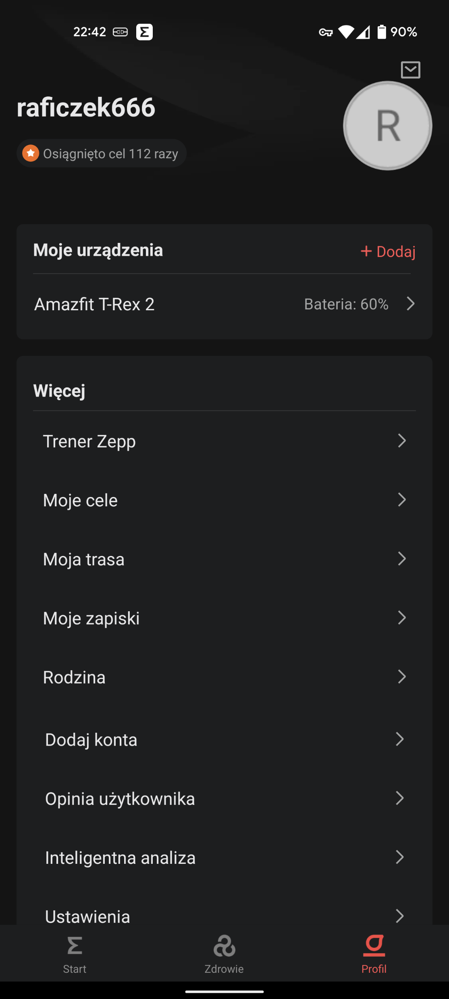 22:42
90%
raficzek666
R
Osiągnięto cel 112 razy
Moje urządzenia
+ Dodaj
Amazfit T-Rex 2
Bateria: 60%
Więcej
Trener Zepp
Moje cele
Moja trasa
Moje zapiski
Rodzina
Dodaj konta
Opinia użytkownika
Inteligentna analiza
Ustawienia
Start
Zdrowie
Profil